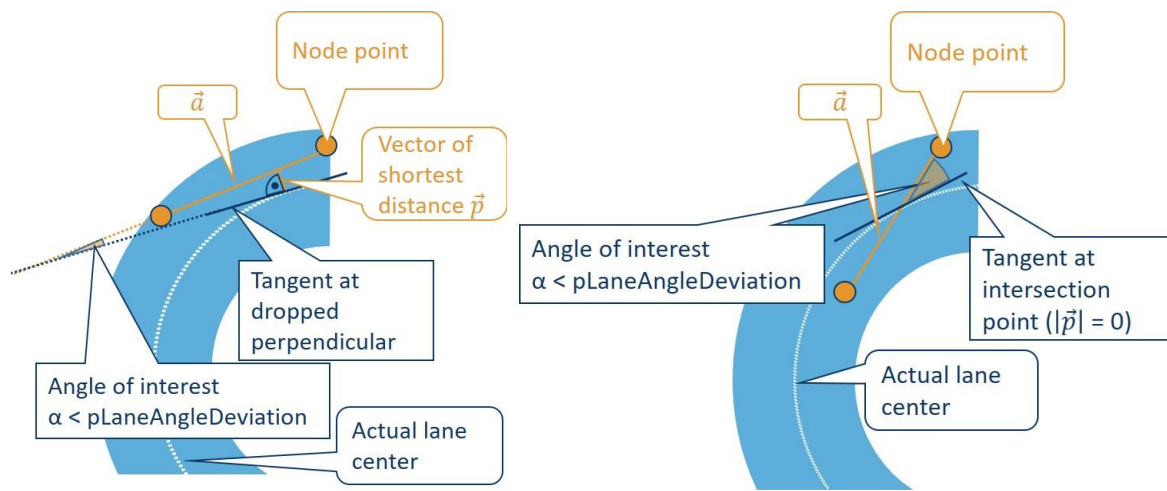 Node point
a⃗
Vector of
shortest
distance p⃗
Tangent at
dropped
perpendicular
Angle of interest
α < pLaneAngleDeviation
Actual lane
center
Node point
a⃗
Angle of interest
α < pLaneAngleDeviation
Tangent at
intersection
point (|p⃗| = 0)
Actual lane
center